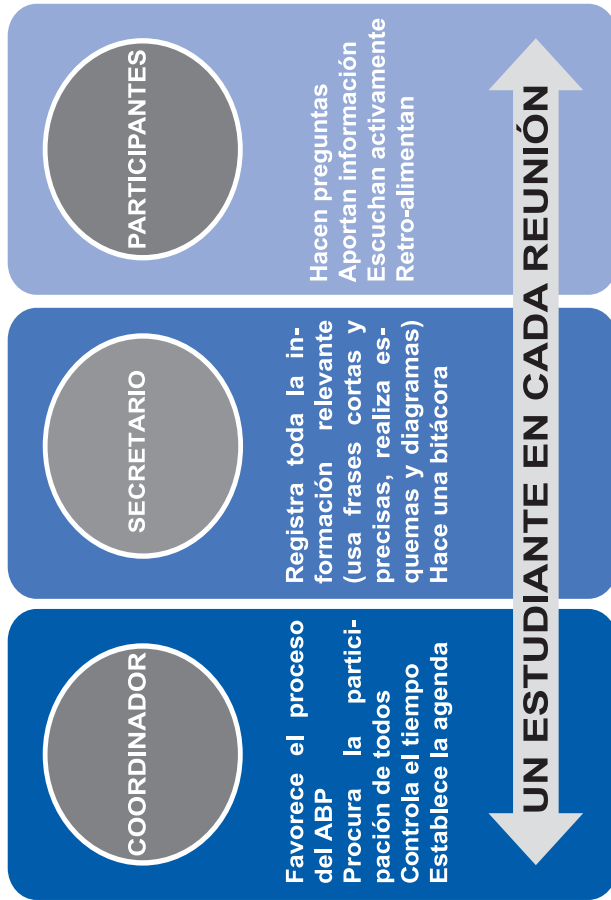 COORDINADOR
Favorece el proceso
del ABP
Procura la partici-
pación de todos
Controla el tiempo
Establece la agenda
SECRETARIO
Registra toda la in-
formación relevante
(usa frases cortas y
precisas, realiza es-
quemas y diagramas)
Hace una bitácora
PARTICIPANTES
Hacen preguntas
Aportan información
Escuchan activamente
Retro-alimentan
UN ESTUDIANTE EN CADA REUNIÓN